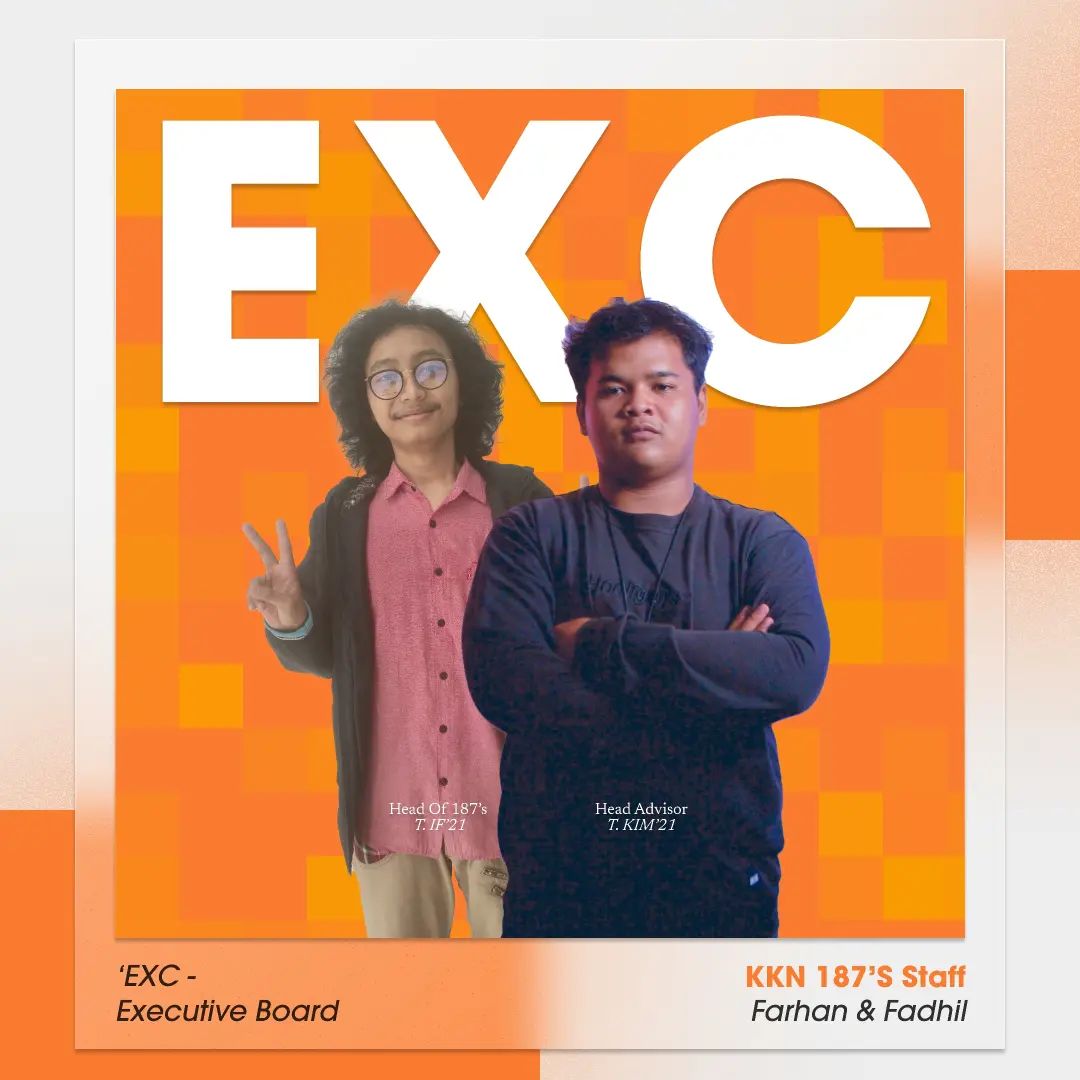 EXC
Head Of 187's
T. IF'21
Head Advisor
T. KIM'21
‘EXC -
Executive Board
KKN 187’S Staff
Farhan & Fadhil